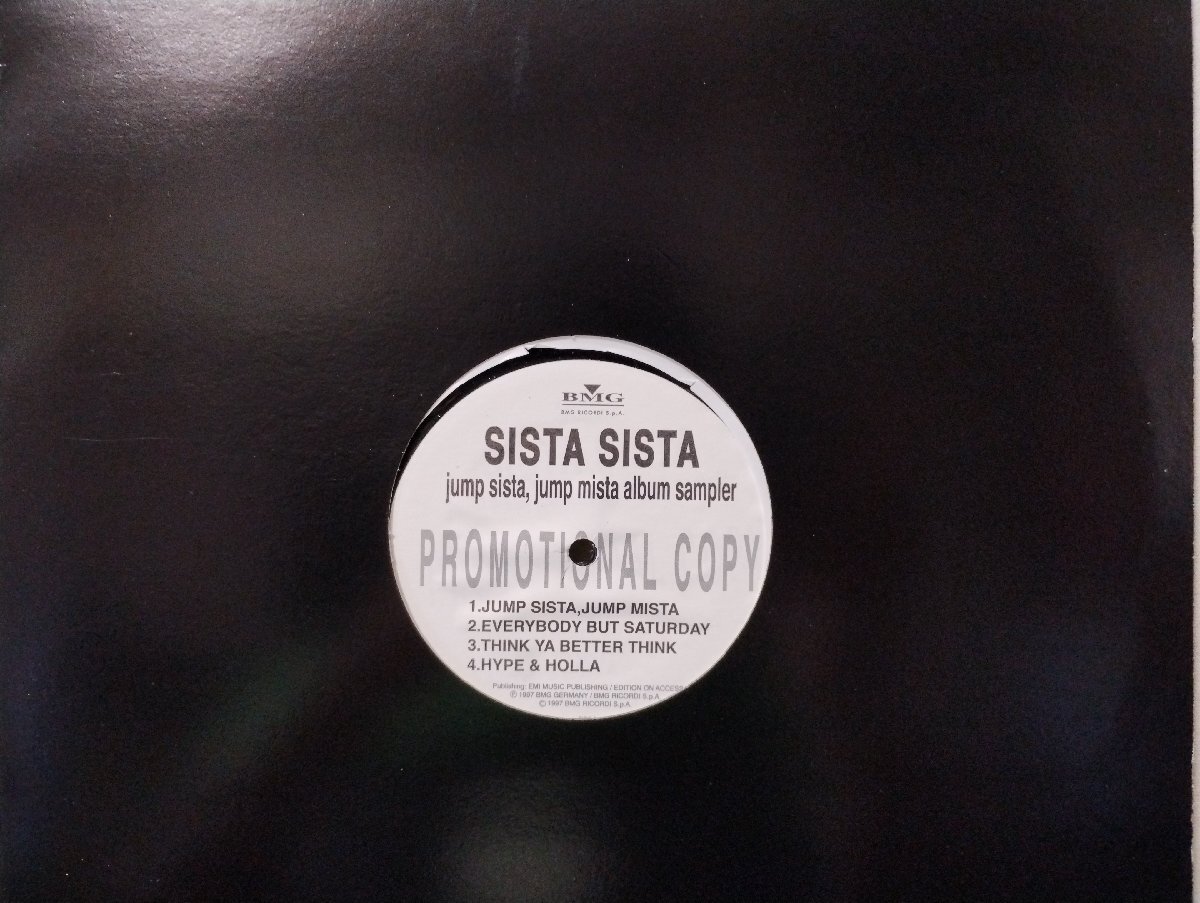 BMG
BMG RICORDI S.p.A.
SISTA SISTA
jump sista, jump mista album sampler
PROMOTIONAL COPY
1.JUMP SISTA,JUMP MISTA
2.EVERYBODY BUT SATURDAY
3.THINK YA BETTER THINK
4.HYPE & HOLLA
Publishing: EMI MUSIC PUBLISHING / EDITION ON ACCESS
℗ 1997 BMG GERMANY / BMG RICORDI S.p.A
© 1997 BMG RICORDI S.p.A